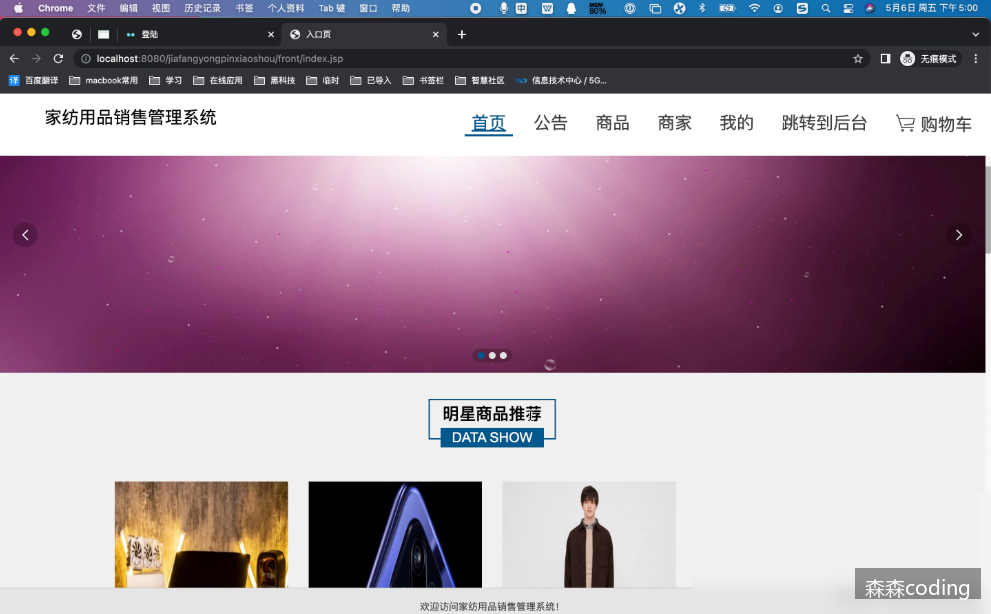 Chrome 文件 编辑 视图 历史记录 书签 个人资料 Tab 键 窗口 帮助 MEM 80% 5月6日 周五 下午5:00
登陆 入口页
localhost:8080/jiafangyongpinxiaoshou/front/index.jsp 无痕模式
译 百度翻译 macbook常用 学习 在线应用 黑科技 临时 已导入 书签栏 智慧社区 信息技术中心 / 5G...
家纺用品销售管理系统 首页 公告 商品 商家 我的 跳转到后台 购物车
明星商品推荐
DATA SHOW
森森coding
欢迎访问家纺用品销售管理系统!